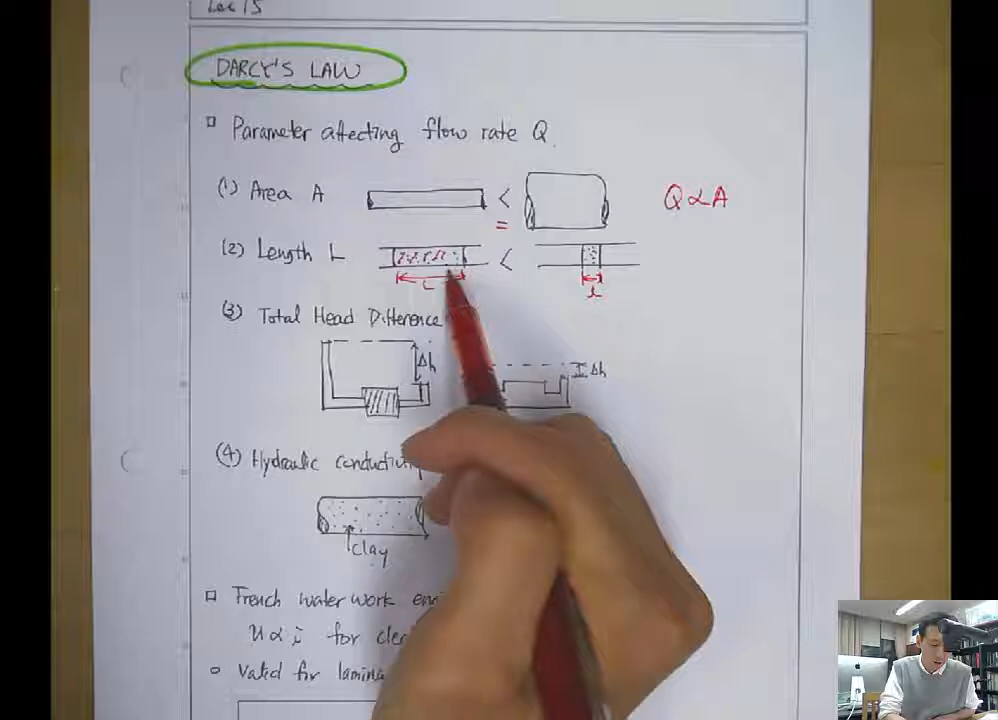 Lec 15
DARCY'S LAW
Parameter affecting flow rate Q.
(1) Area A < = Q ∝ A
(2) Length L <
L l
(3) Total Head Difference
Δh Δh
(4) Hydraulic
clay
French water work
u ∝ i for
valid for